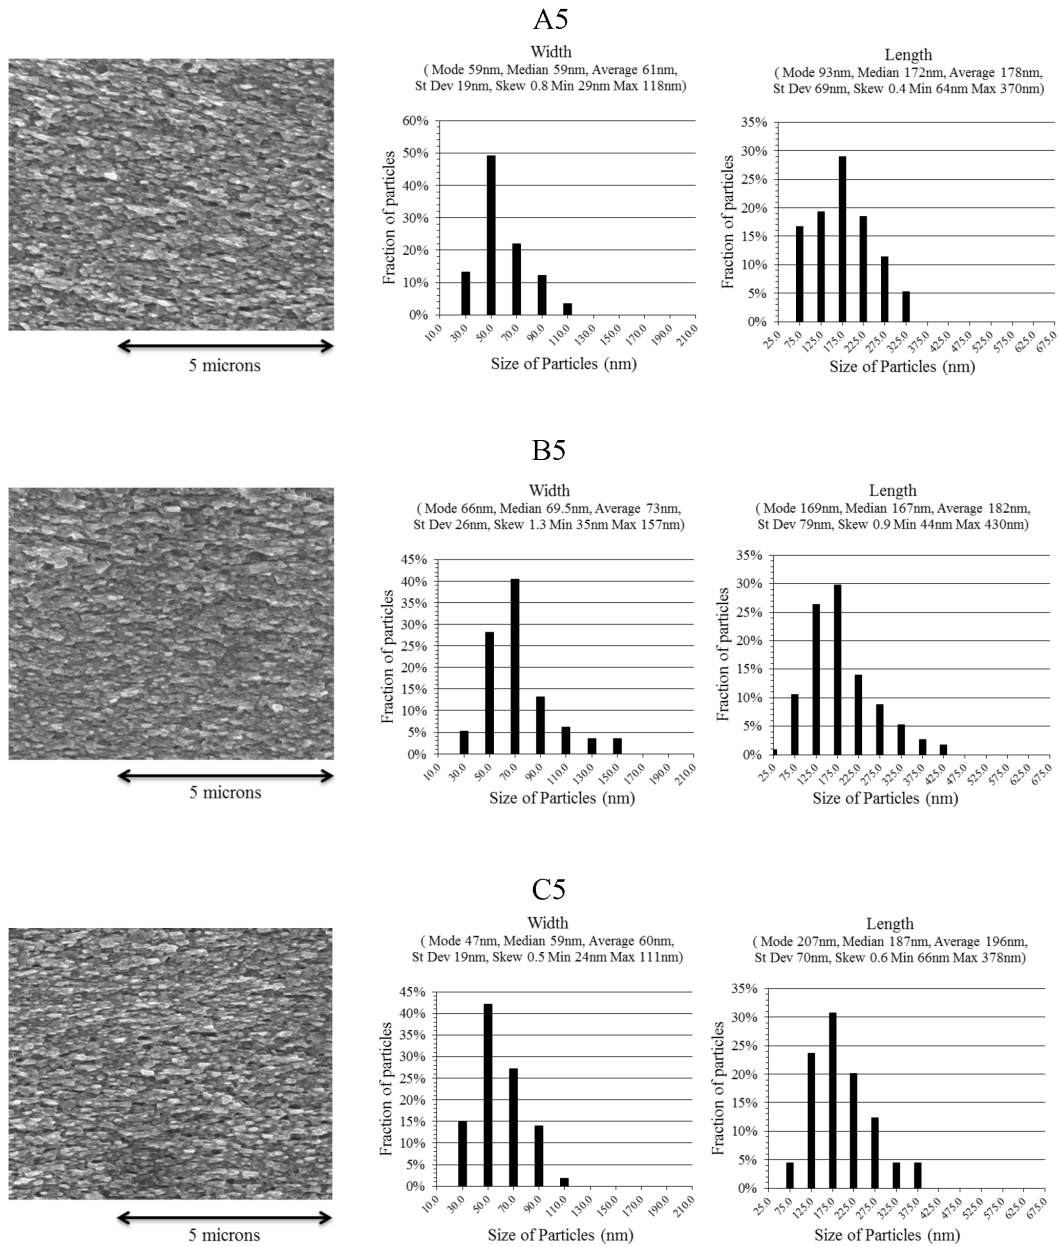 A5
5 microns
Width
( Mode 59nm, Median 59nm, Average 61nm,
St Dev 19nm, Skew 0.8 Min 29nm Max 118nm)
Fraction of particles
60%
50%
40%
30%
20%
10%
0%
10.0 30.0 50.0 70.0 90.0 110.0 130.0 150.0 170.0 190.0 210.0
Size of Particles (nm)
Length
( Mode 93nm, Median 172nm, Average 178nm,
St Dev 69nm, Skew 0.4 Min 64nm Max 370nm)
Fraction of particles
35%
30%
25%
20%
15%
10%
5%
0%
25.0 75.0 125.0 175.0 225.0 275.0 325.0 375.0 425.0 475.0 525.0 575.0 625.0 675.0
Size of Particles (nm)
B5
5 microns
Width
( Mode 66nm, Median 69.5nm, Average 73nm,
St Dev 26nm, Skew 1.3 Min 35nm Max 157nm)
Fraction of particles
45%
40%
35%
30%
25%
20%
15%
10%
5%
0%
10.0 30.0 50.0 70.0 90.0 110.0 130.0 150.0 170.0 190.0 210.0
Size of Particles (nm)
Length
( Mode 169nm, Median 167nm, Average 182nm,
St Dev 79nm, Skew 0.9 Min 44nm Max 430nm)
Fraction of particles
35%
30%
25%
20%
15%
10%
5%
0%
25.0 75.0 125.0 175.0 225.0 275.0 325.0 375.0 425.0 475.0 525.0 575.0 625.0 675.0
Size of Particles (nm)
C5
5 microns
Width
( Mode 47nm, Median 59nm, Average 60nm,
St Dev 19nm, Skew 0.5 Min 24nm Max 111nm)
Fraction of particles
45%
40%
35%
30%
25%
20%
15%
10%
5%
0%
10.0 30.0 50.0 70.0 90.0 110.0 130.0 150.0 170.0 190.0 210.0
Size of Particles (nm)
Length
( Mode 207nm, Median 187nm, Average 196nm,
St Dev 70nm, Skew 0.6 Min 66nm Max 378nm)
Fraction of particles
35%
30%
25%
20%
15%
10%
5%
0%
25.0 75.0 125.0 175.0 225.0 275.0 325.0 375.0 425.0 475.0 525.0 575.0 625.0 675.0
Size of Particles (nm)